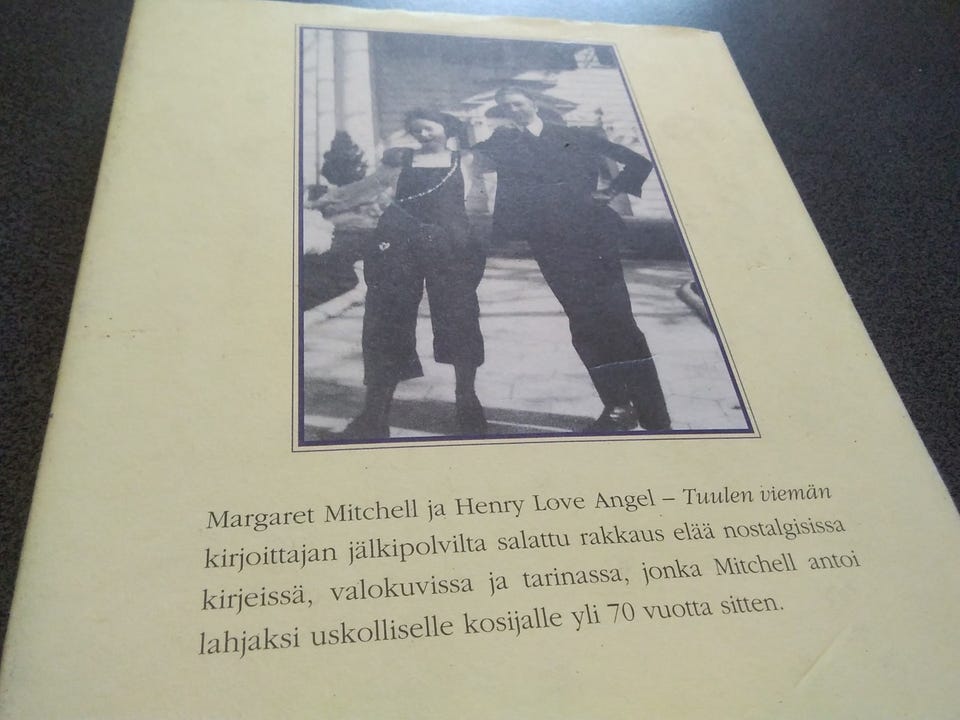 Margaret Mitchell ja Henry Love Angel – Tuulen viemän
kirjoittajan jälkipolvilta salattu rakkaus elää nostalgisissa
kirjeissä, valokuvissa ja tarinassa, jonka Mitchell antoi
lahjaksi uskolliselle kosijalle yli 70 vuotta sitten.